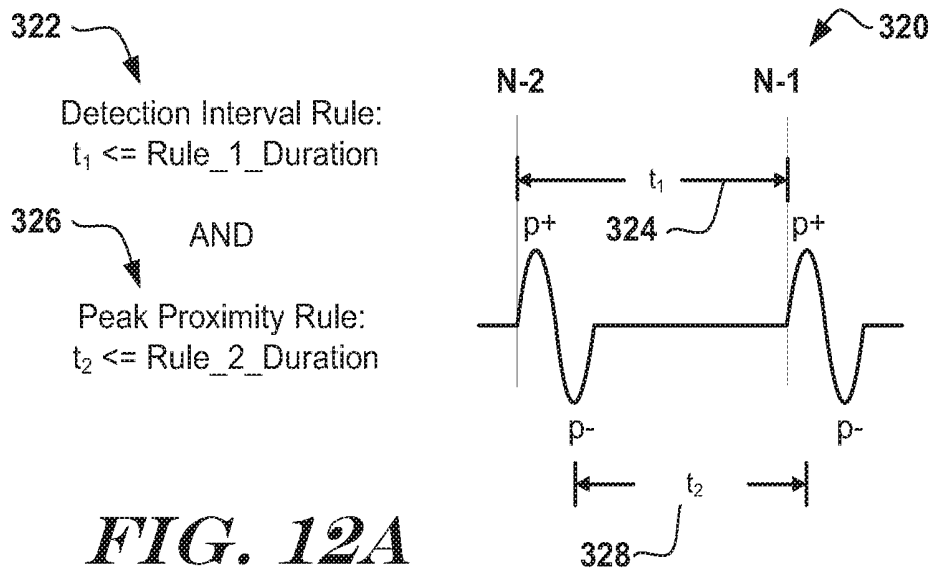 322
320
N-2
N-1
Detection Interval Rule:
t₁ <= Rule_1_Duration
t₁
324
326
AND
p+
p+
Peak Proximity Rule:
t₂ <= Rule_2_Duration
p-
p-
t₂
328
FIG. 12A